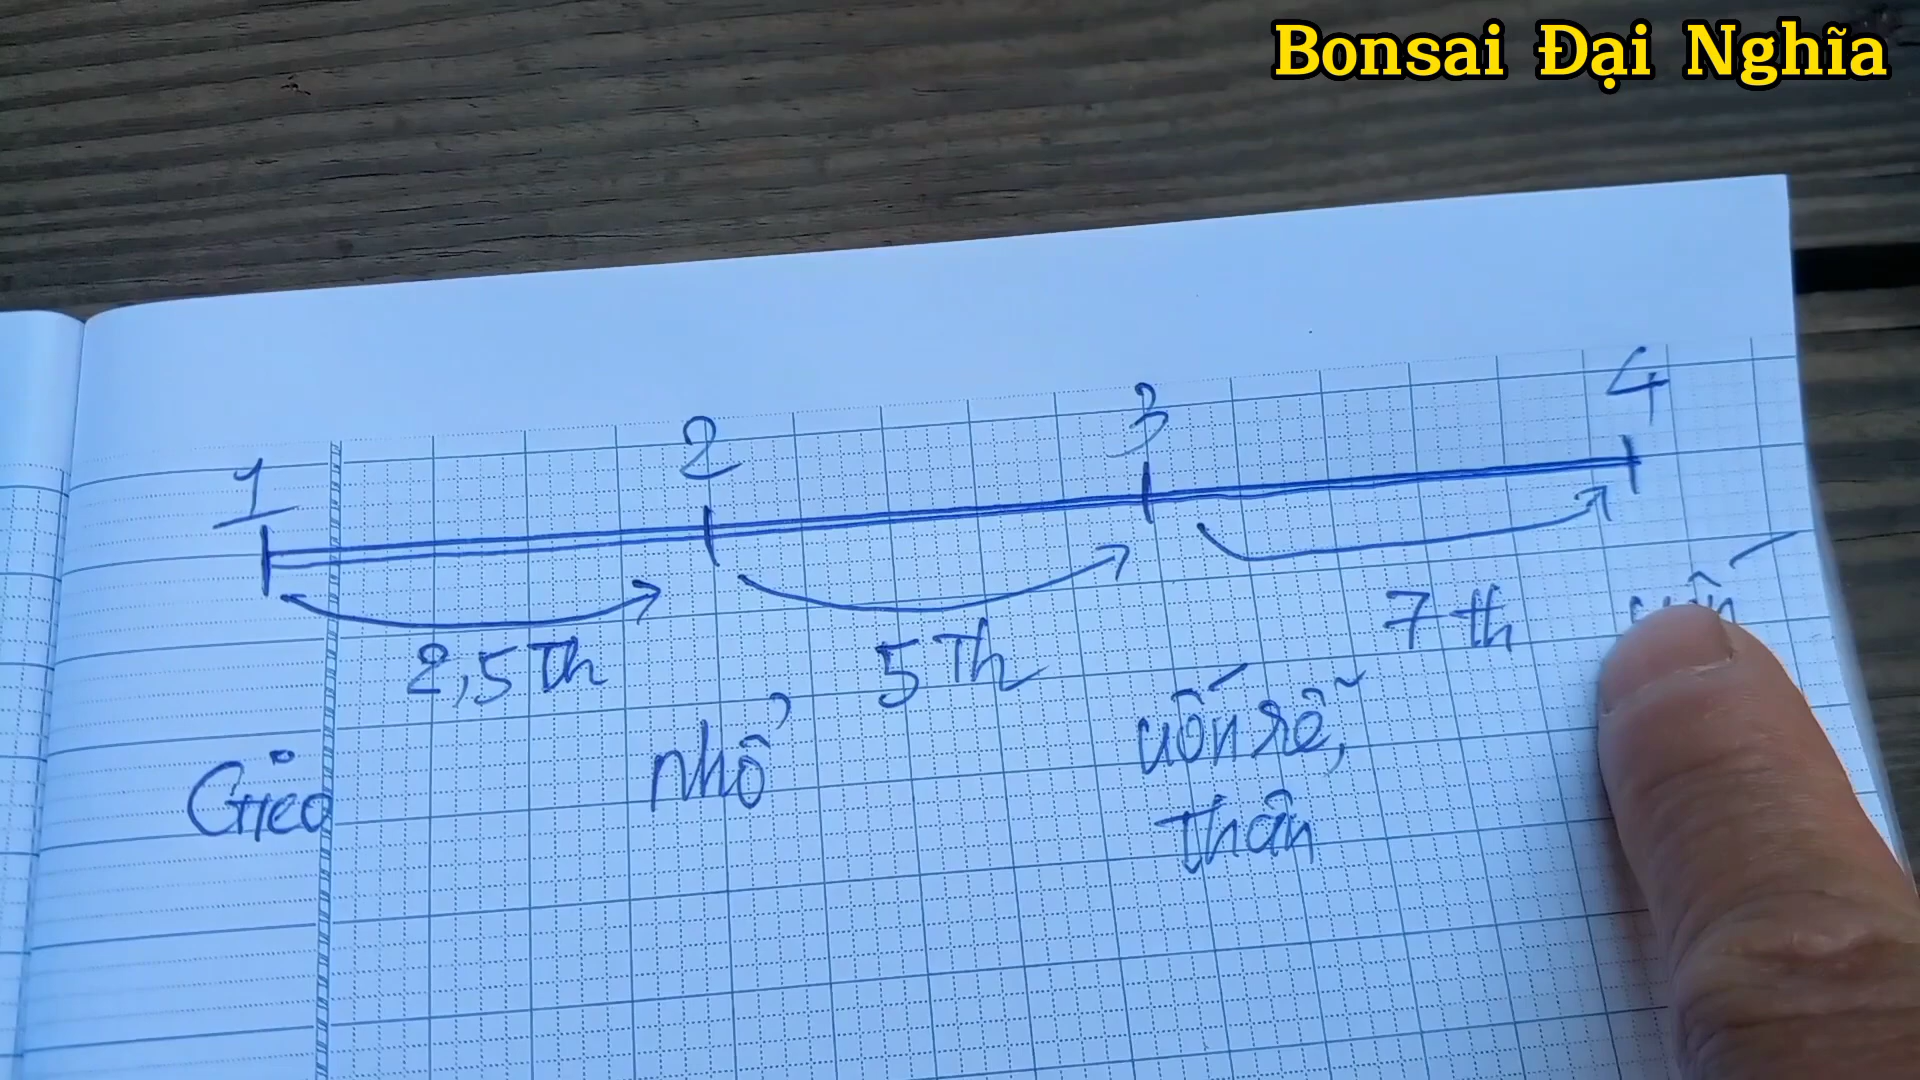 Bonsai Đại Nghĩa
1 2 3 4
2,5 Th 5 Th 7 th uốn
Gieo nhổ uốn rễ,
thân